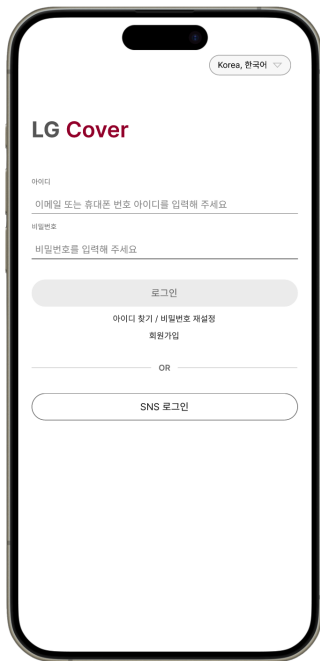 Korea, 한국어
LG Cover
아이디
이메일 또는 휴대폰 번호 아이디를 입력해 주세요
비밀번호
비밀번호를 입력해 주세요
로그인
아이디 찾기 / 비밀번호 재설정
회원가입
OR
SNS 로그인